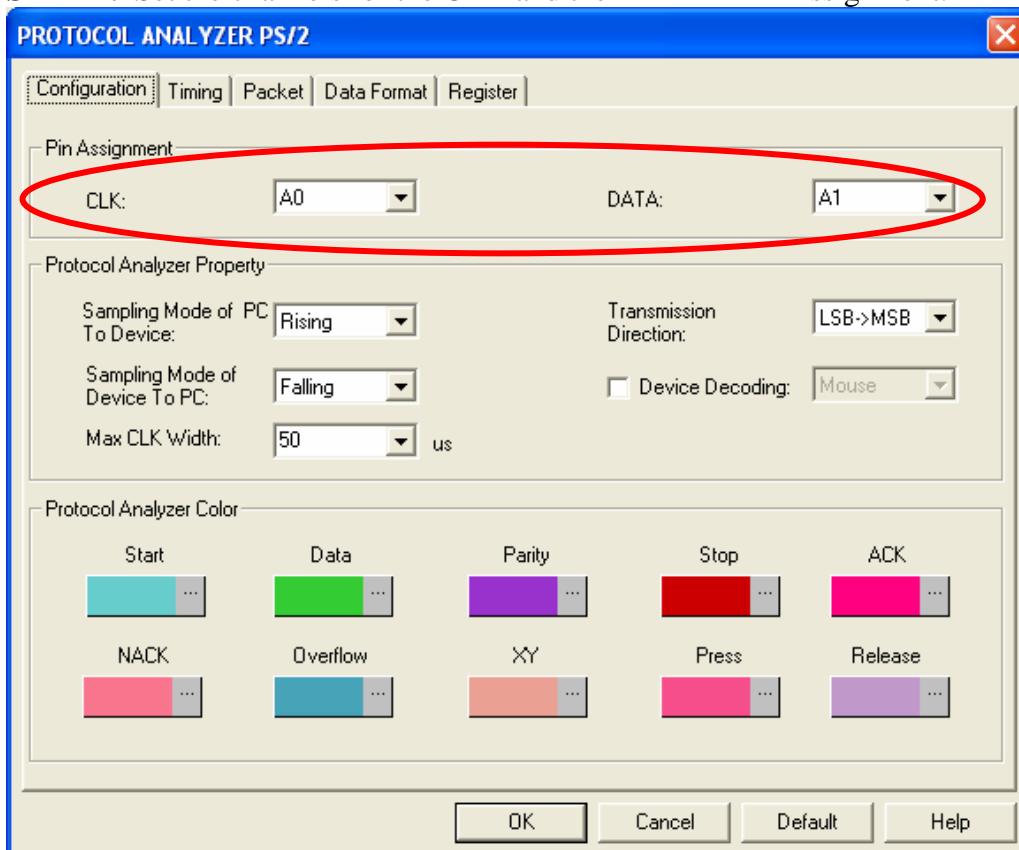 PROTOCOL ANALYZER PS/2
Configuration Timing Packet Data Format Register
Pin Assignment
CLK: A0 DATA: A1
Protocol Analyzer Property
Sampling Mode of PC To Device: Rising
Transmission Direction: LSB->MSB
Sampling Mode of Device To PC: Falling
Device Decoding: Mouse
Max CLK Width: 50 us
Protocol Analyzer Color
Start Data Parity Stop ACK
... ... ... ... ...
NACK Overflow XY Press Release
... ... ... ... ...
OK Cancel Default Help